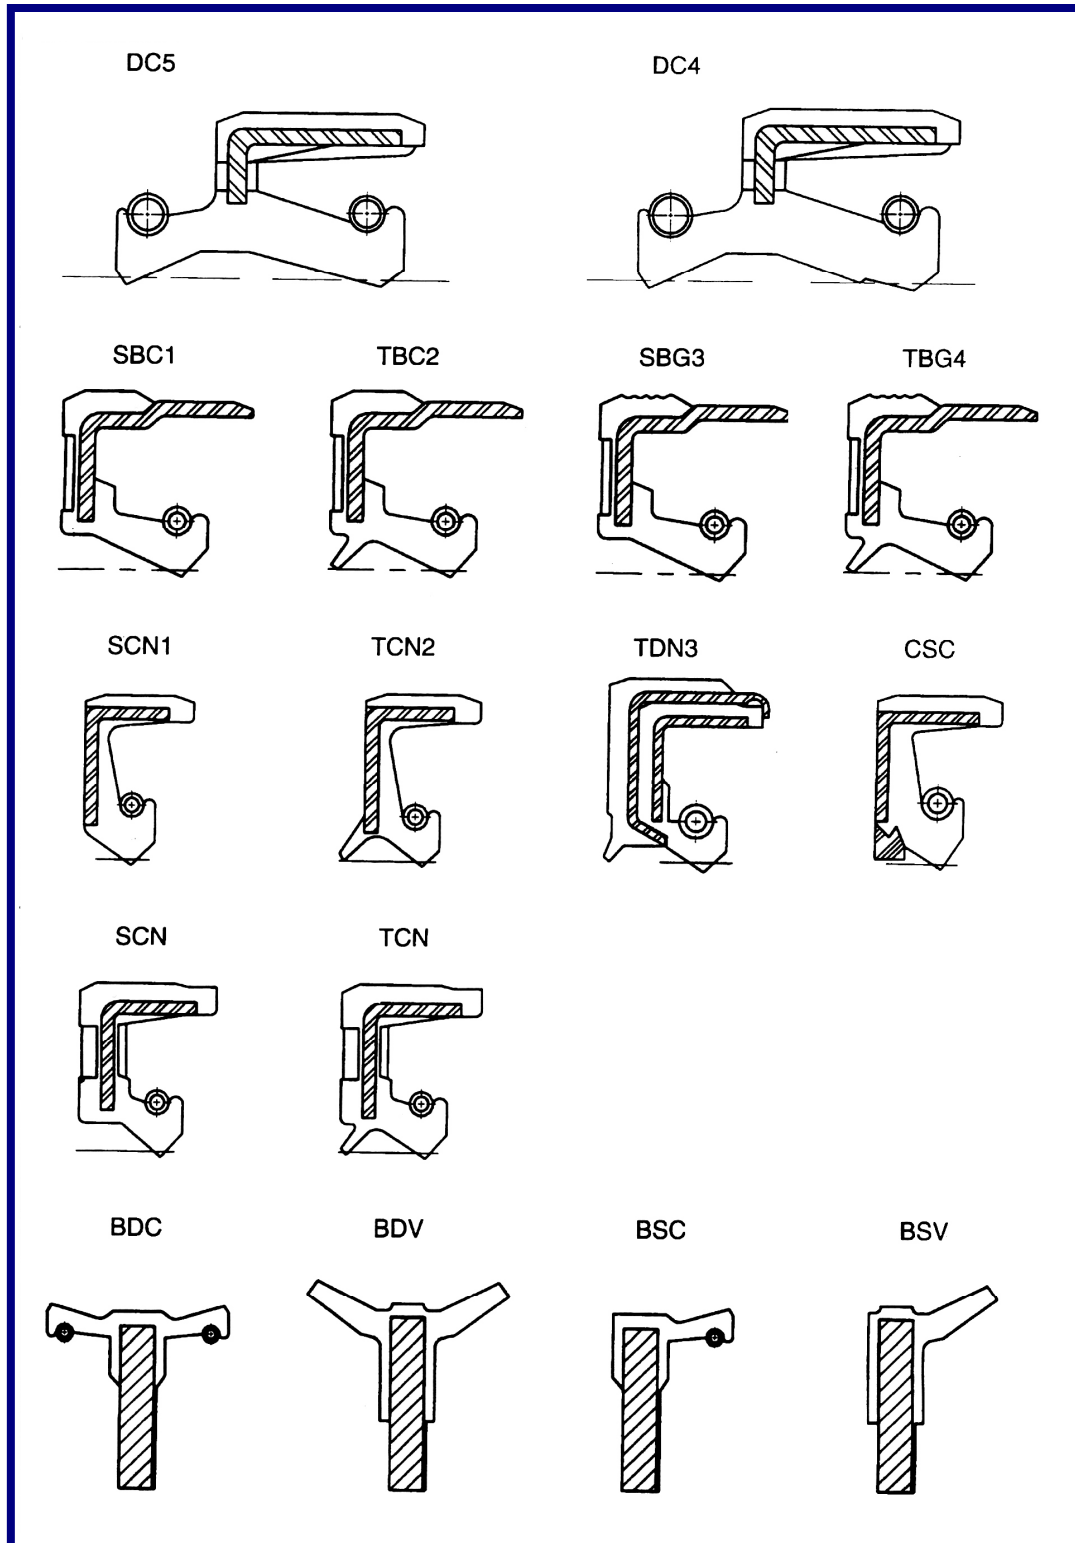 DC5 DC4
SBC1 TBC2 SBG3 TBG4
SCN1 TCN2 TDN3 CSC
SCN TCN
BDC BDV BSC BSV